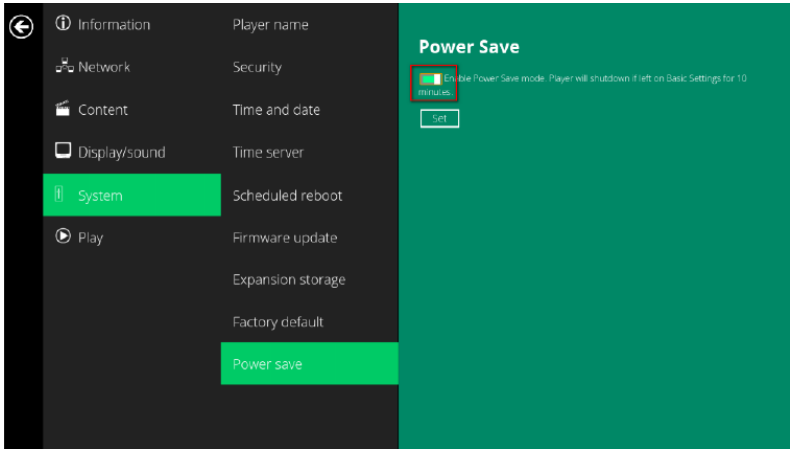 Information
Network
Content
Display/sound
System
Play
Player name
Security
Time and date
Time server
Scheduled reboot
Firmware update
Expansion storage
Factory default
Power save
Power Save
Enable Power Save mode. Player will shutdown if left on Basic Settings for 10
minutes.
Set